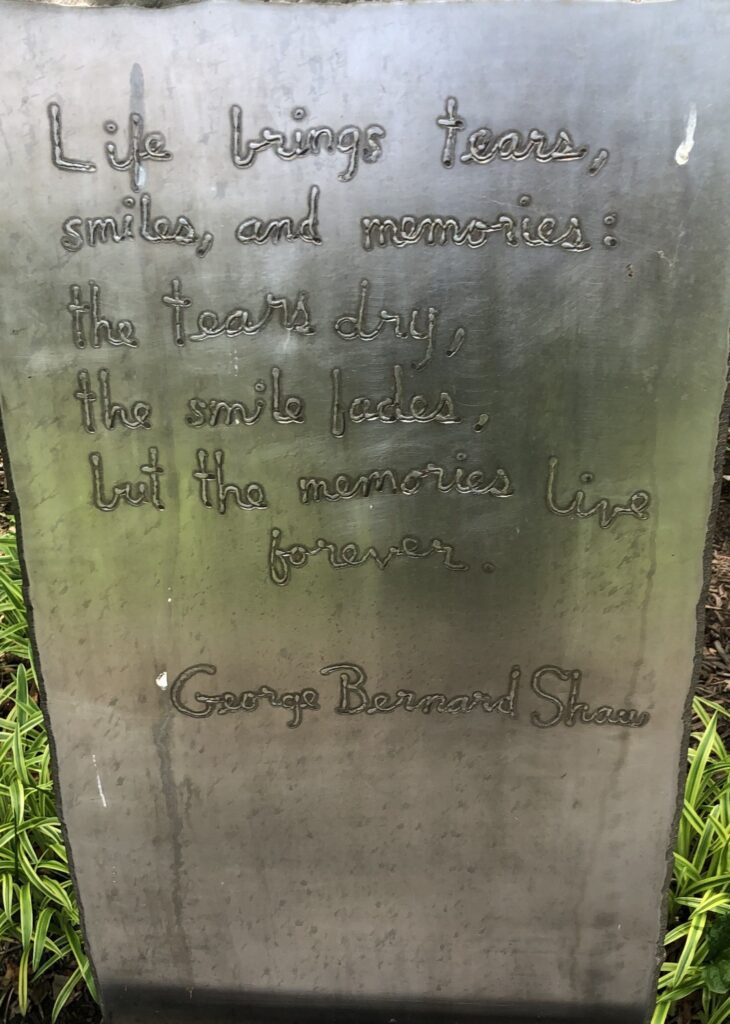 Life brings tears,
smiles, and memories:
the tears dry,
the smile fades,
but the memories live
forever.
George Bernard Shaw